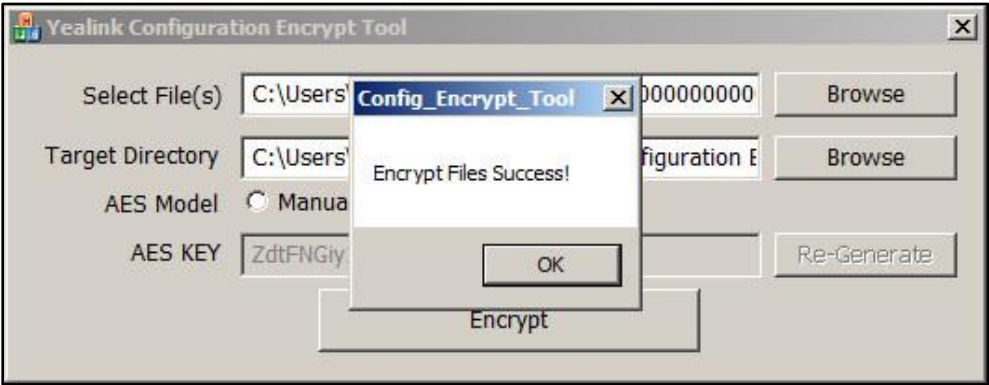 Yealink Configuration Encrypt Tool
Select File(s) C:\Users\ 000000000 Browse
Config_Encrypt_Tool
Target Directory C:\Users\ figuration E Browse
Encrypt Files Success!
AES Model Manua
AES KEY ZdtFNGiy Re-Generate
OK
Encrypt